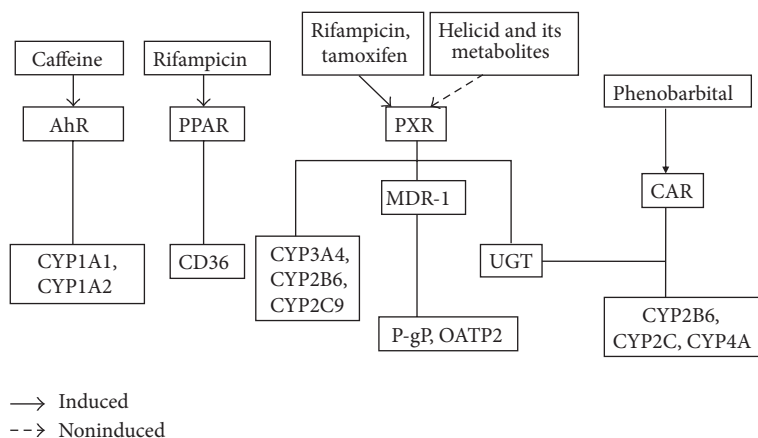 Caffeine
Rifampicin
Rifampicin,
tamoxifen
Helicid and its
metabolites
Phenobarbital
AhR
PPAR
PXR
CAR
MDR-1
CYP1A1,
CYP1A2
CD36
CYP3A4,
CYP2B6,
CYP2C9
UGT
P-gP, OATP2
CYP2B6,
CYP2C, CYP4A
Induced
Noninduced